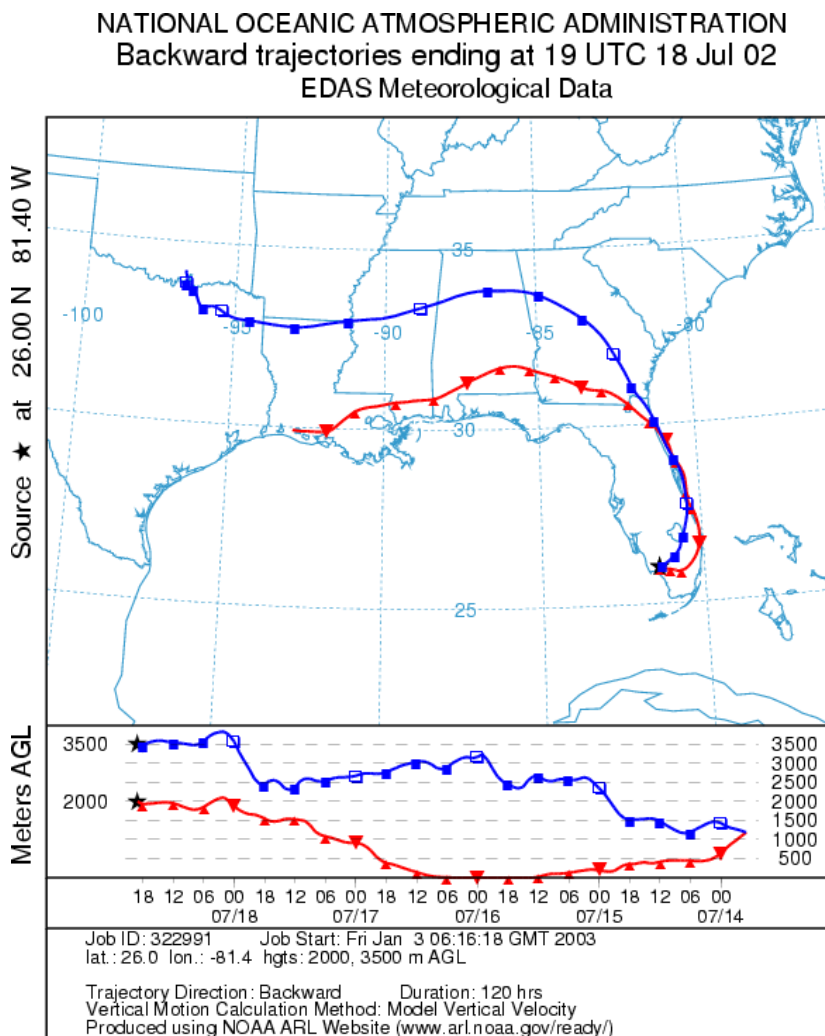 NATIONAL OCEANIC ATMOSPHERIC ADMINISTRATION
Backward trajectories ending at 19 UTC 18 Jul 02
EDAS Meteorological Data
Source ★ at 26.00 N 81.40 W
35
-100
-95
-90
-85
-80
30
25
Meters AGL
3500
2000
3500
3000
2500
2000
1500
1000
500
18 12 06 00 18 12 06 00 18 12 06 00 18 12 06 00 18 12 06 00
07/18 07/17 07/16 07/15 07/14
Job ID: 322991 Job Start: Fri Jan 3 06:16:18 GMT 2003
lat.: 26.0 lon.: -81.4 hgts: 2000, 3500 m AGL
Trajectory Direction: Backward Duration: 120 hrs
Vertical Motion Calculation Method: Model Vertical Velocity
Produced using NOAA ARL Website (www.arl.noaa.gov/ready/)